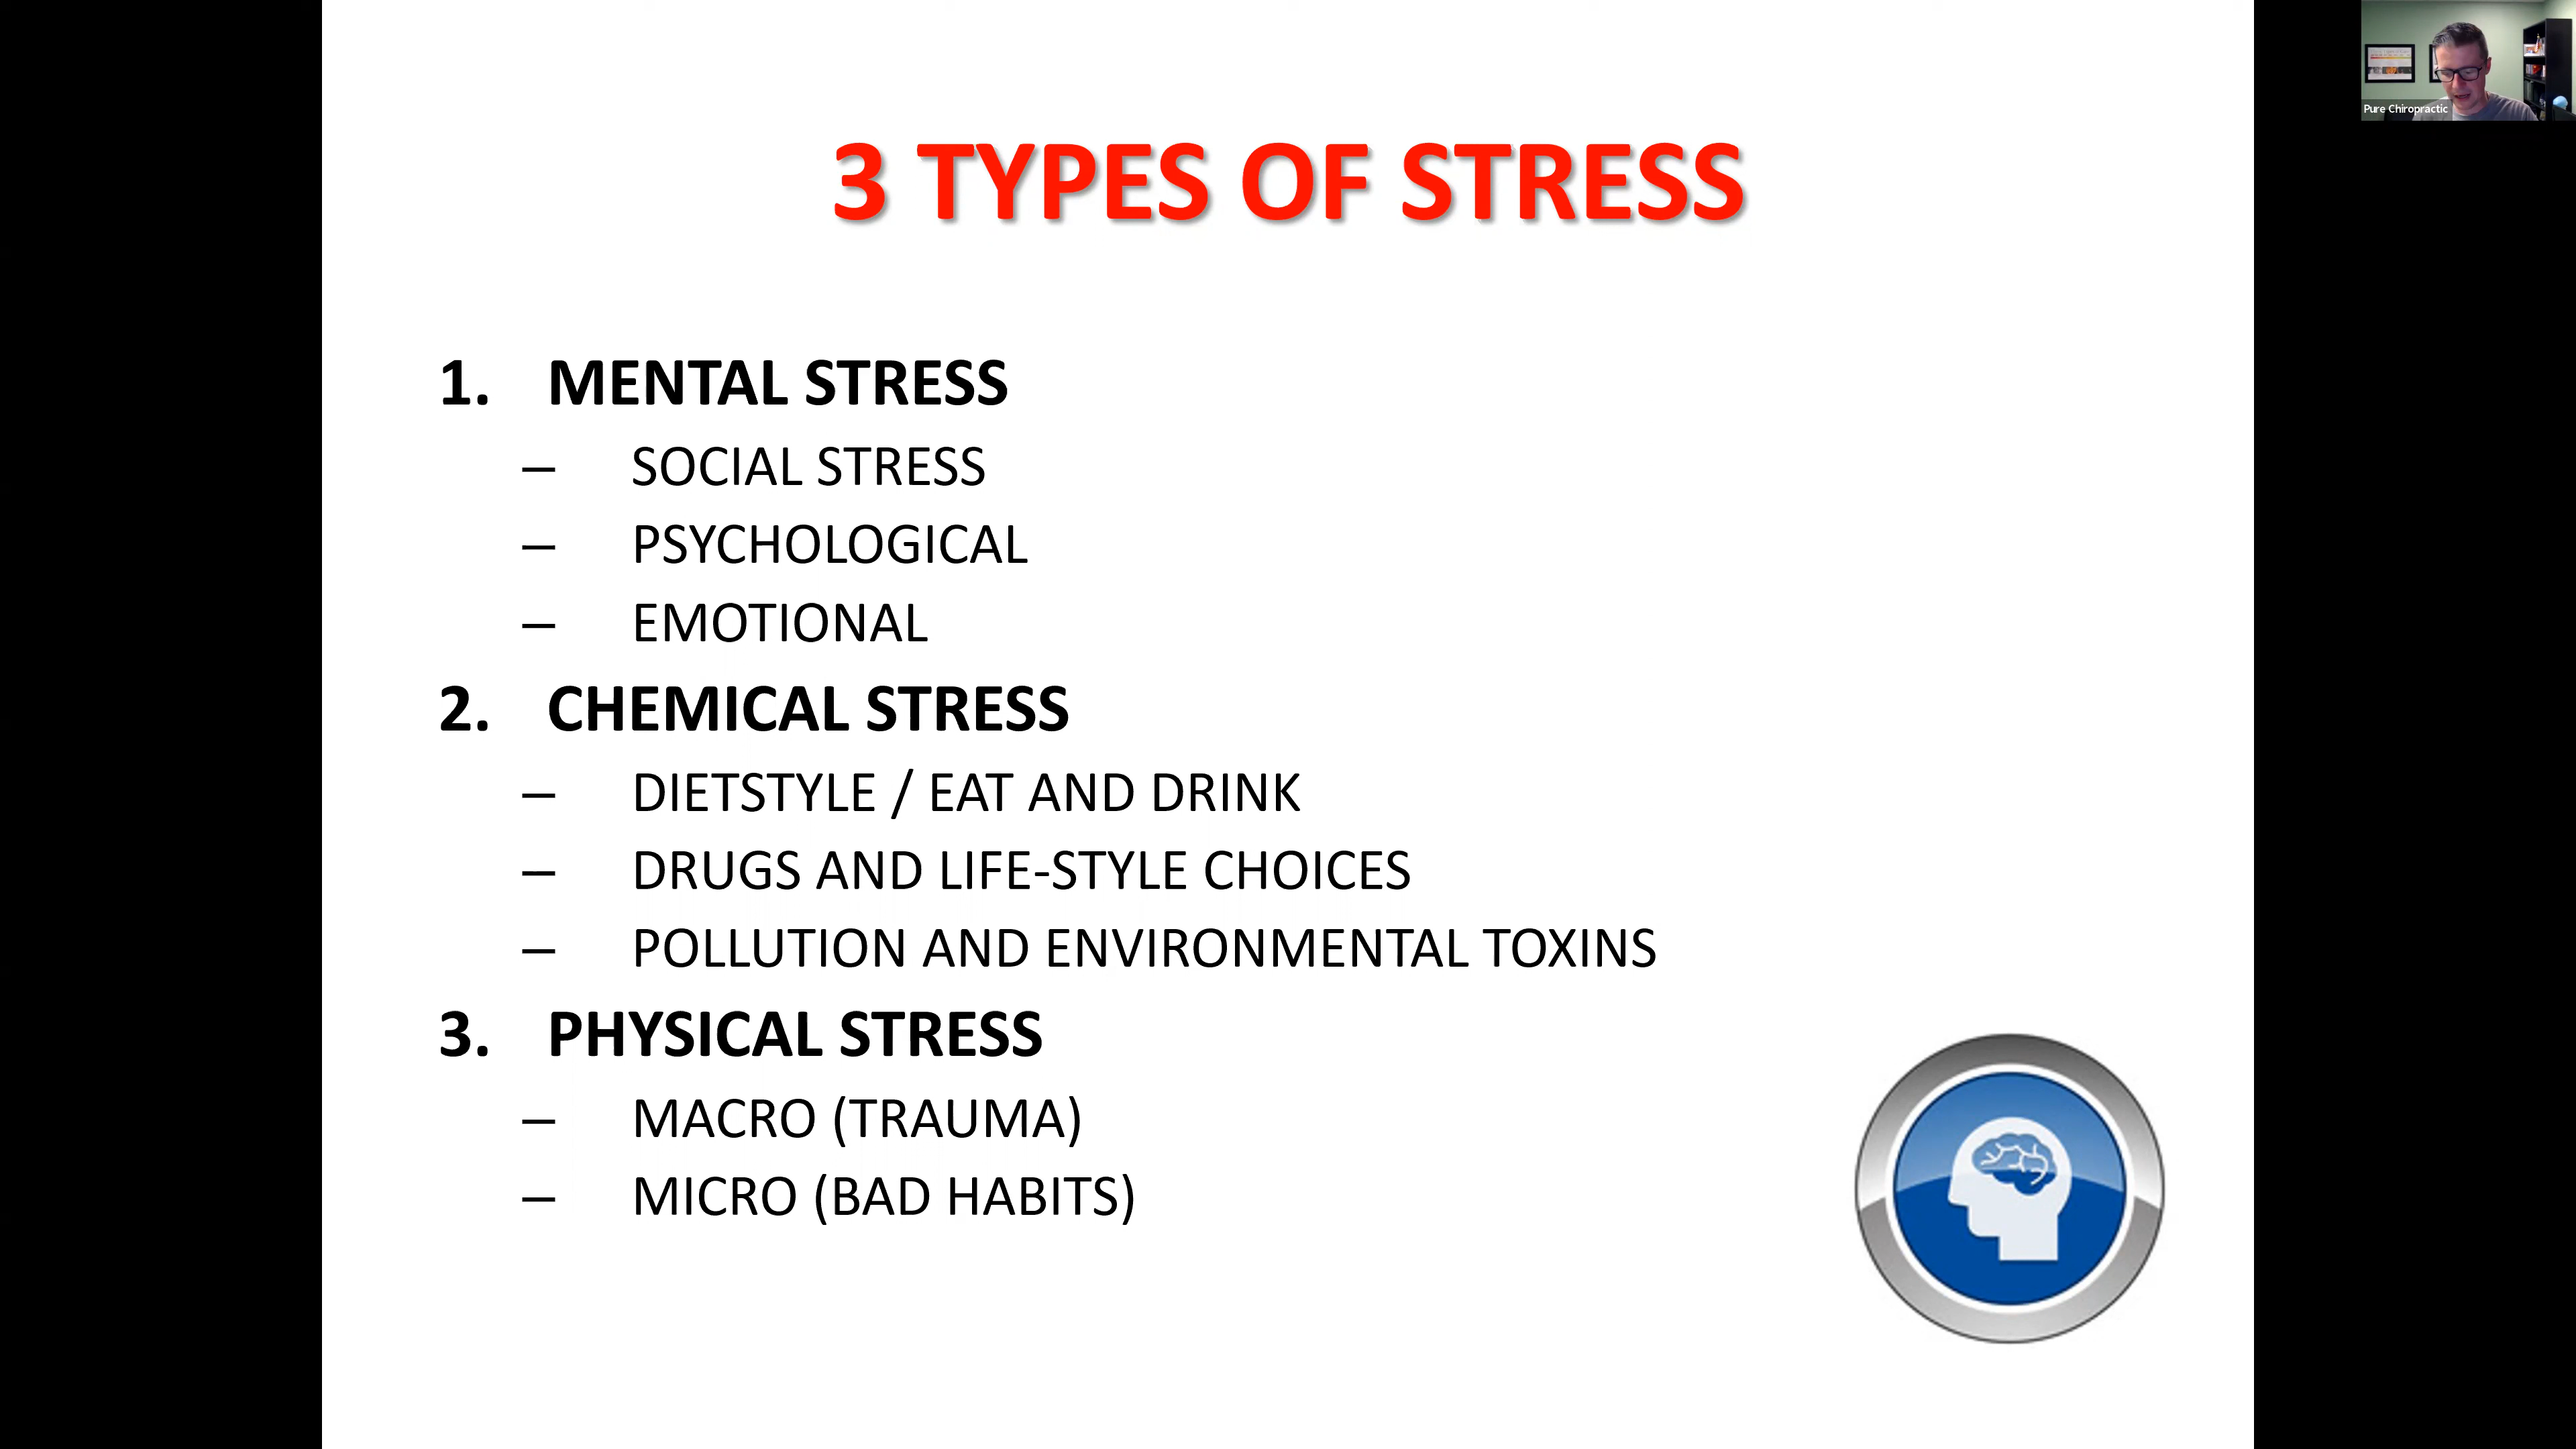 3 TYPES OF STRESS
1. MENTAL STRESS
– SOCIAL STRESS
– PSYCHOLOGICAL
– EMOTIONAL
2. CHEMICAL STRESS
– DIETSTYLE / EAT AND DRINK
– DRUGS AND LIFE-STYLE CHOICES
– POLLUTION AND ENVIRONMENTAL TOXINS
3. PHYSICAL STRESS
– MACRO (TRAUMA)
– MICRO (BAD HABITS)
Pure Chiropractic